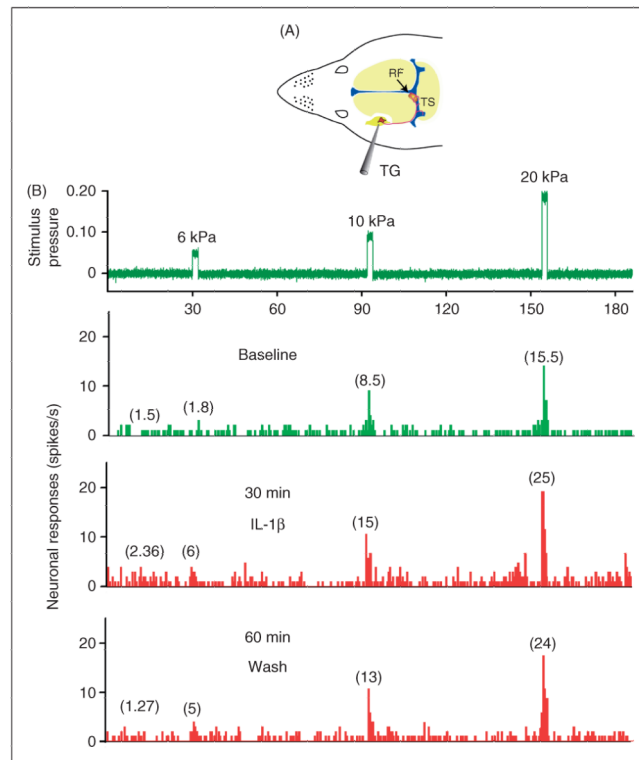 (A)
RF
TS
TG
(B)
Stimulus
pressure
0.20
0.10
0
6 kPa
10 kPa
20 kPa
30
60
90
120
150
180
Neuronal responses (spikes/s)
20
10
0
Baseline
(1.5)
(1.8)
(8.5)
(15.5)
20
10
0
30 min
IL-1β
(2.36)
(6)
(15)
(25)
20
10
0
60 min
Wash
(1.27)
(5)
(13)
(24)